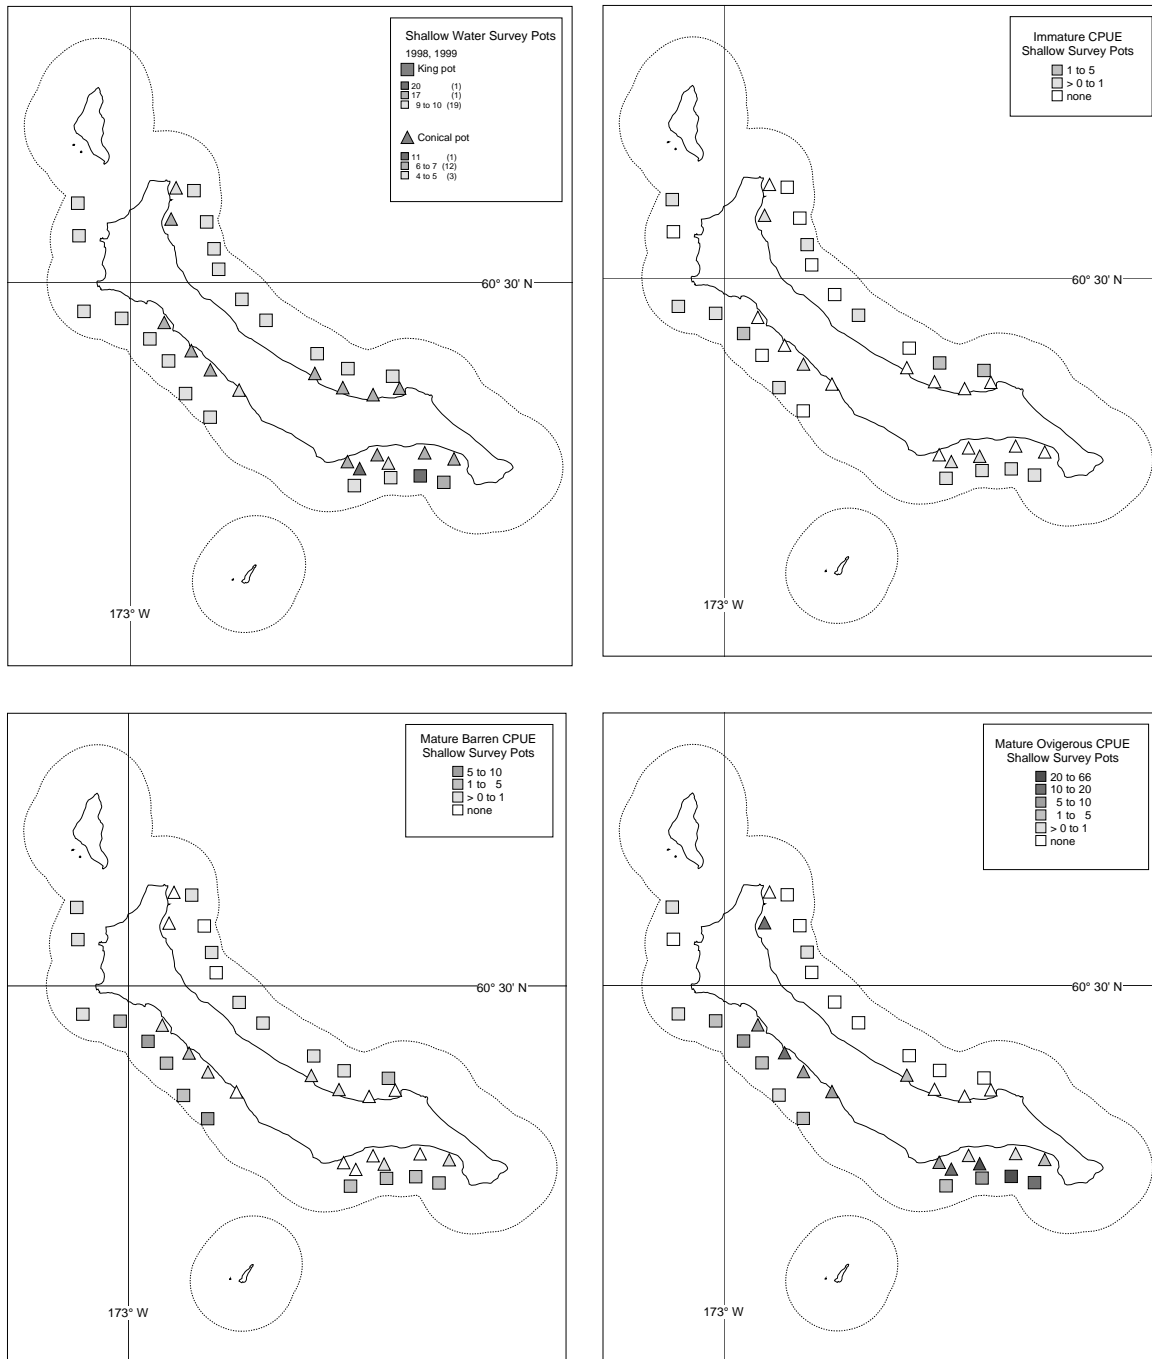 Shallow Water Survey Pots
1998, 1999
King pot
20 (1)
17 (1)
9 to 10 (19)
Conical pot
11 (1)
6 to 7 (12)
4 to 5 (3)
60° 30' N
173° W
Immature CPUE
Shallow Survey Pots
1 to 5
> 0 to 1
none
60° 30' N
173° W
Mature Barren CPUE
Shallow Survey Pots
5 to 10
1 to 5
> 0 to 1
none
60° 30' N
173° W
Mature Ovigerous CPUE
Shallow Survey Pots
20 to 66
10 to 20
5 to 10
1 to 5
> 0 to 1
none
60° 30' N
173° W